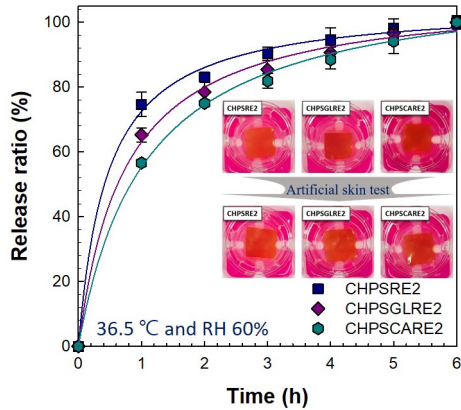 Release ratio (%)
100
80
60
40
20
0
CHPSRE2 CHPSGLRE2 CHPSCARE2
Artificial skin test
CHPSRE2 CHPSGLRE2 CHPSCARE2
CHPSRE2
CHPSGLRE2
CHPSCARE2
36.5 ℃ and RH 60%
0 1 2 3 4 5 6
Time (h)